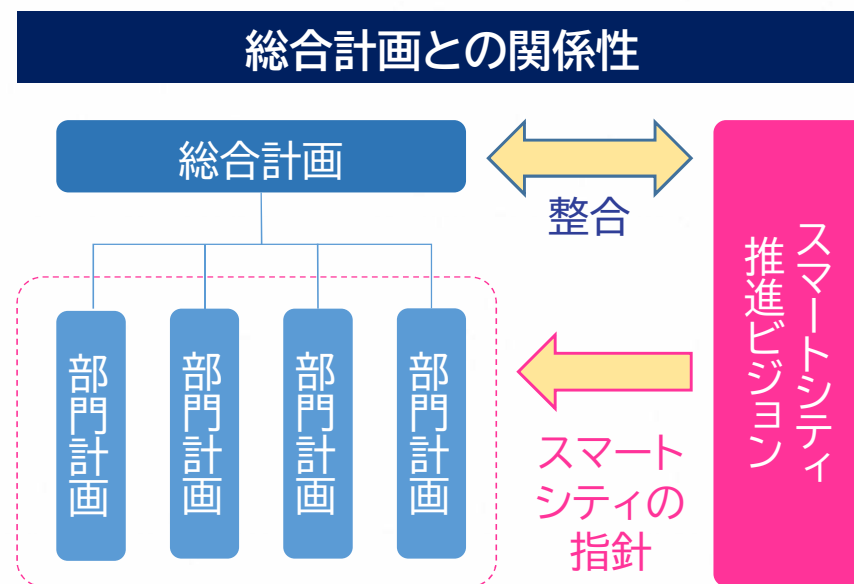 総合計画との関係性
総合計画
整合
スマートシティ
推進ビジョン
部門計画
部門計画
部門計画
部門計画
スマート
シティの
指針